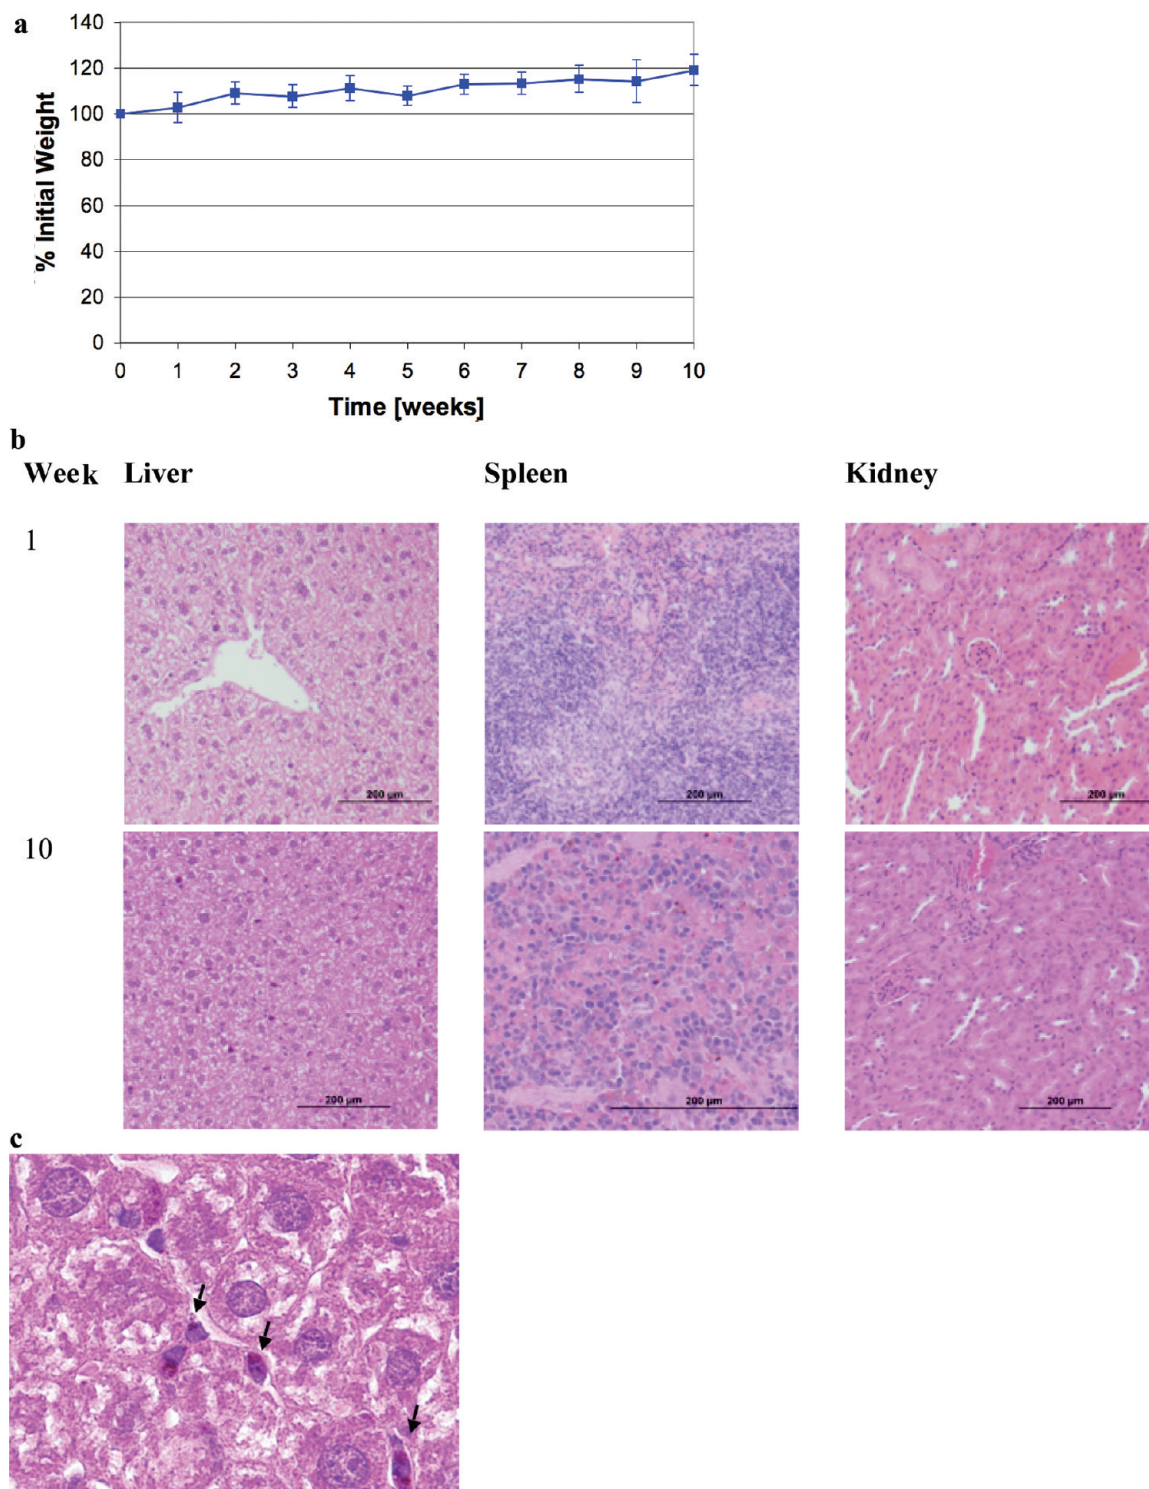 a
140
120
100
80
60
40
20
0
% Initial Weight
0 1 2 3 4 5 6 7 8 9 10
Time [weeks]
b
Week Liver Spleen Kidney
1
200 µm 200 µm 200 µm
10
200 µm 200 µm 200 µm
c